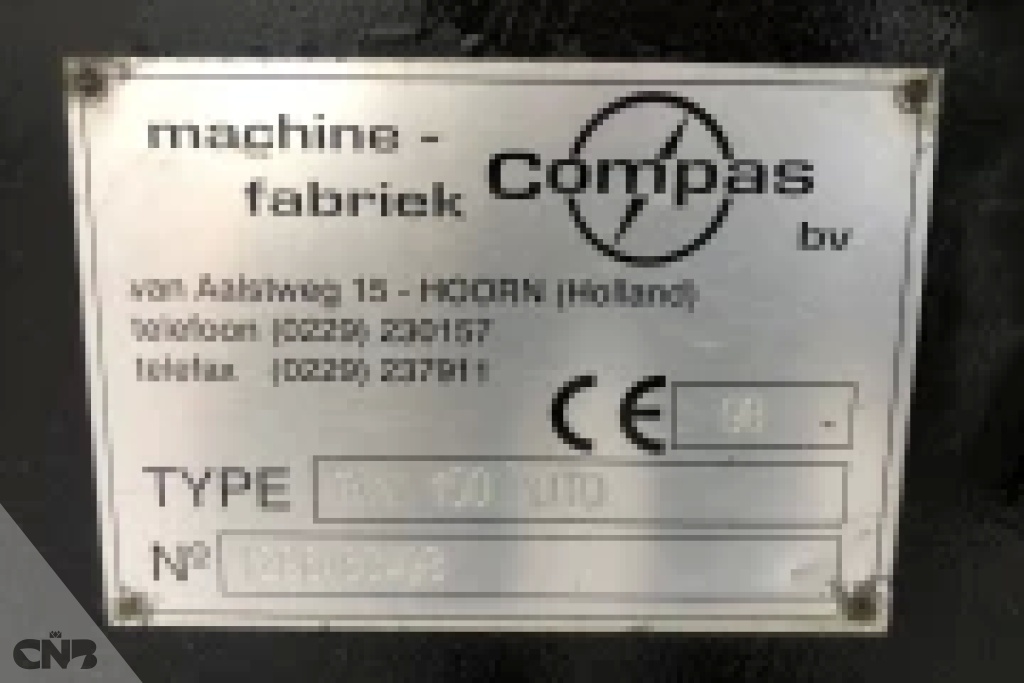 machine -
fabriek
Compas
bv
van Aalstweg 15 - HOORN (Holland)
telefoon (0229) 230157
telefax (0229) 237911
CE 98 -
TYPE
Nº
CNB